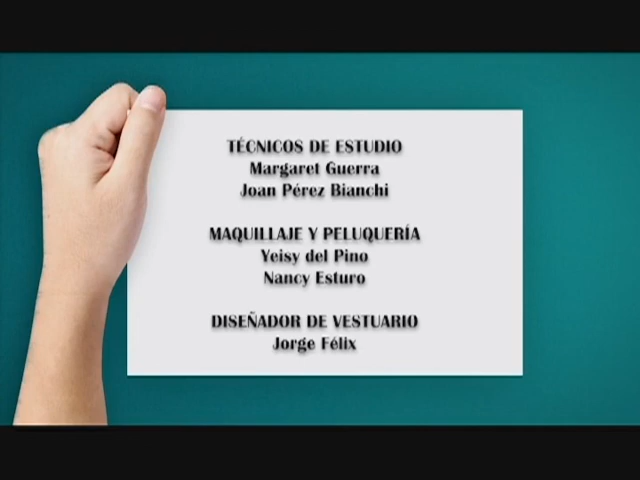 TÉCNICOS DE ESTUDIO
Margaret Guerra
Joan Pérez Bianchi
MAQUILLAJE Y PELUQUERÍA
Yeisy del Pino
Nancy Esturo
DISEÑADOR DE VESTUARIO
Jorge Félix